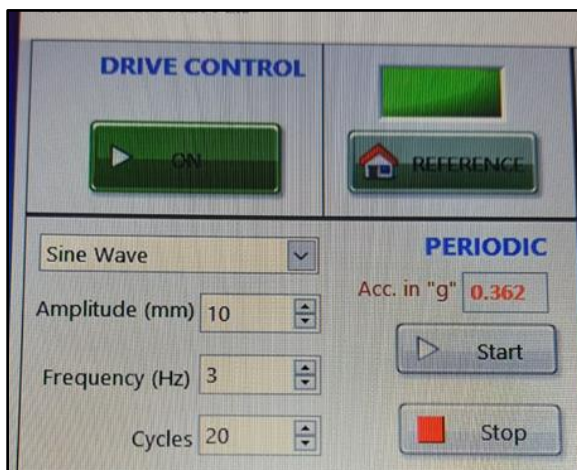 DRIVE CONTROL
ON
REFERENCE
Sine Wave
PERIODIC
Acc. in "g" 0.362
Amplitude (mm) 10
Start
Frequency (Hz) 3
Cycles 20
Stop